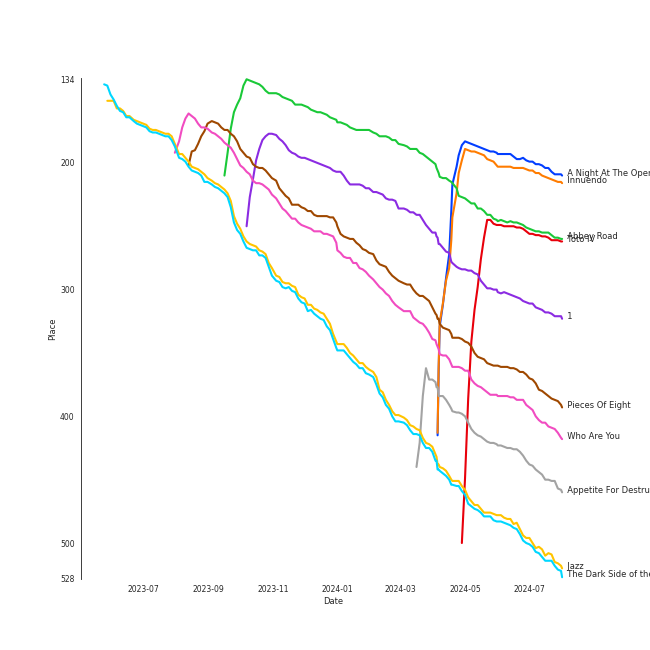 134
200
300
400
500
528
Place
2023-07
2023-09
2023-11
2024-01
2024-03
2024-05
2024-07
Date
A Night At The Oper
Innuendo
Abbey Road
Toto IV
1
Pieces Of Eight
Who Are You
Appetite For Destru
Jazz
The Dark Side of the